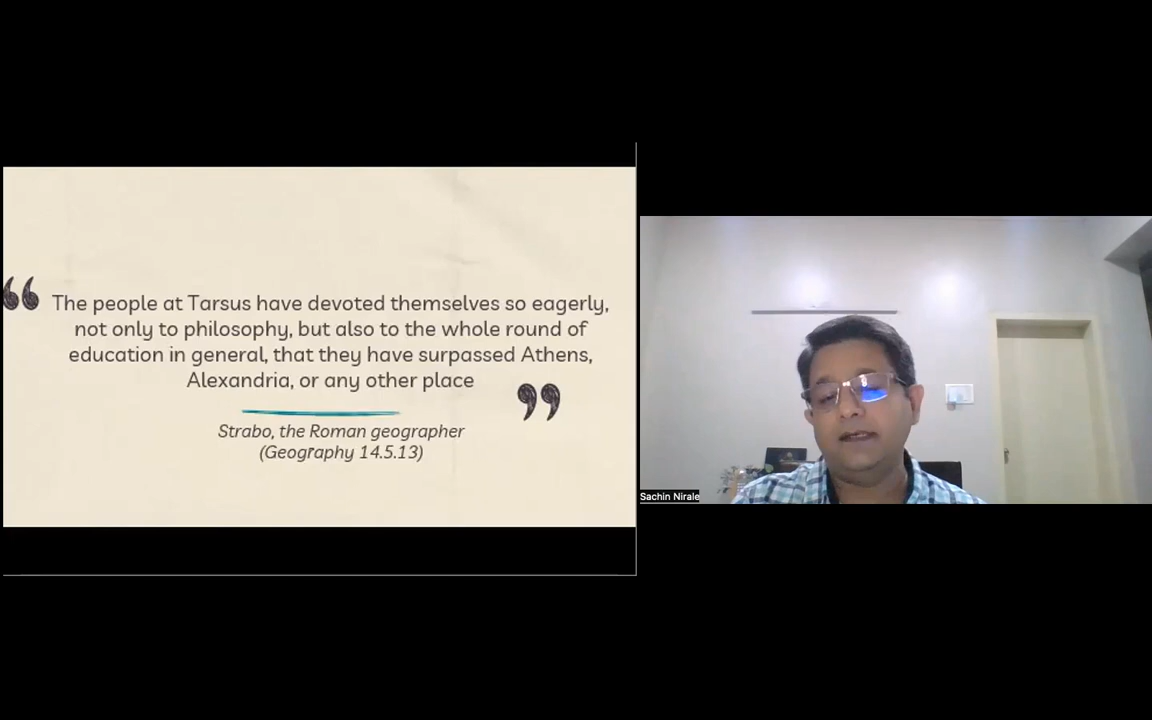 “ The people at Tarsus have devoted themselves so eagerly,
not only to philosophy, but also to the whole round of
education in general, that they have surpassed Athens,
Alexandria, or any other place ”
Strabo, the Roman geographer
(Geography 14.5.13)
Sachin Nirale